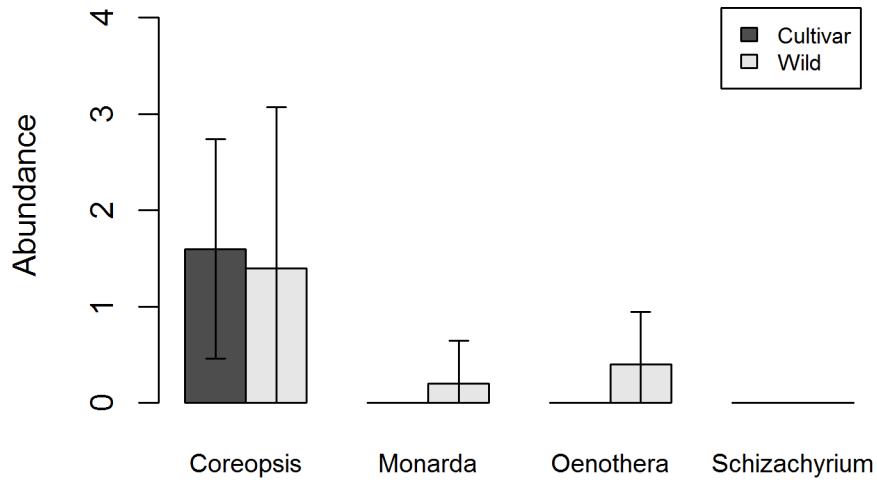 4
3
2
1
0
Abundance
Cultivar
Wild
Coreopsis
Monarda
Oenothera
Schizachyrium